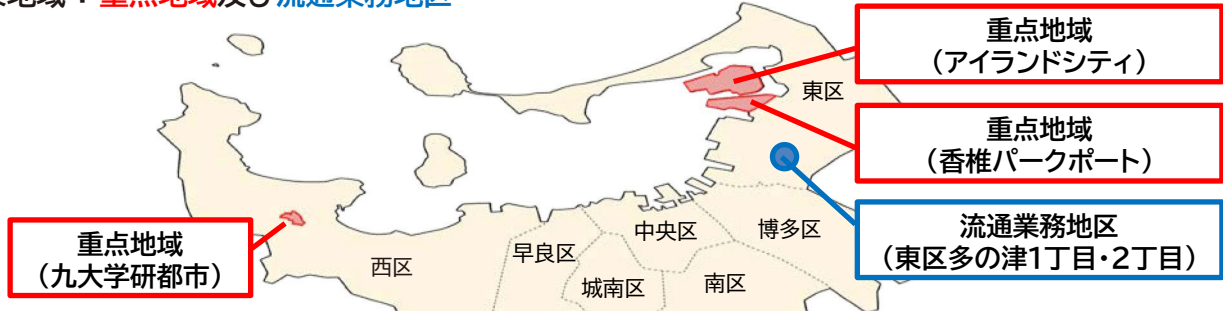 地域：重点地域及び流通業務地区
重点地域
（アイランドシティ）
東区
重点地域
（香椎パークポート）
流通業務地区
（東区多の津1丁目・2丁目）
重点地域
（九大学研都市）
西区
早良区
中央区
博多区
城南区
南区